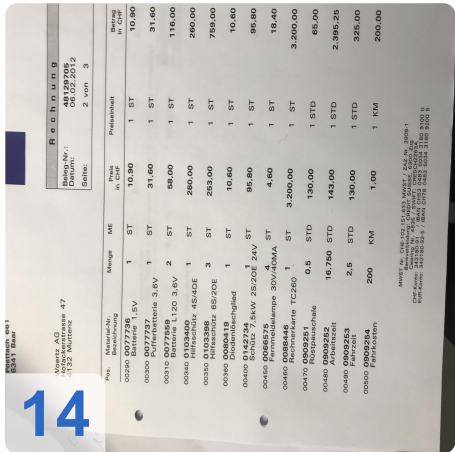 Postfach 661
6341 Baar
Woertz AG
Hofackerstrasse 47
4132 Muttenz
Rechnung
Beleg-Nr.: 48129705
Datum: 06.02.2012
Seite: 2 von 3
Pos. Material-Nr. Menge ME Preis Preiseinheit Betrag
Bezeichnung in CHF in CHF
00290 0077736 1 ST 10,90 1 ST 10,90
Batterie 1,5V
00300 0077737 1 ST 31,60 1 ST 31,60
Pufferbatterie 3,6V
00310 0077558 2 ST 58,00 1 ST 116,00
Batterie L120 3,6V
00340 0103400 1 ST 260,00 1 ST 260,00
Hilfsschütz 4S/4OE
00350 0103398 3 ST 253,00 1 ST 759,00
Hilfsschütz 6S/2OE
00360 0080419 1 ST 10,60 1 ST 10,60
Diodenlöschglied
00400 0142734 1 ST 95,80 1 ST 95,80
Schütz 7,5kW 2S/2OE 24V
00450 0066575 4 ST 4,60 1 ST 18,40
Fernmeldelampe 30V/40MA
00460 0088446 1 ST 3.200,00 1 ST 3.200,00
Rechnerkarte TC260
00470 0909251 0,5 STD 130,00 1 STD 65,00
Rüstpauschale
00480 0909252 16.750 STD 143,00 1 STD 2.395,25
Arbeitszeit
00490 0909253 2,5 STD 130,00 1 STD 325,00
Fahrzeit
00500 0909254 200 KM 1,00 1 KM 200,00
Fahrtkosten
14